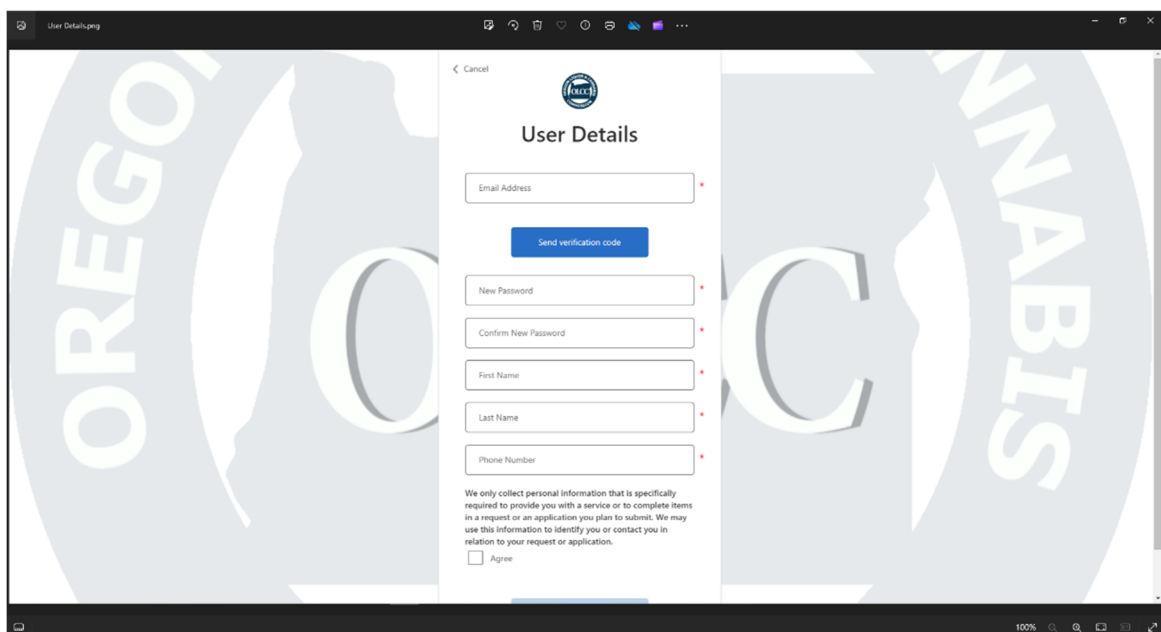 User Details.png
Cancel
OLCC
User Details
Email Address *
Send verification code
New Password *
Confirm New Password *
First Name *
Last Name *
Phone Number *
We only collect personal information that is specifically
required to provide you with a service or to complete items
in a request or an application you plan to submit. We may
use this information to identify you or contact you in
relation to your request or application.
Agree
OREGON
O C
NNABIS
100%